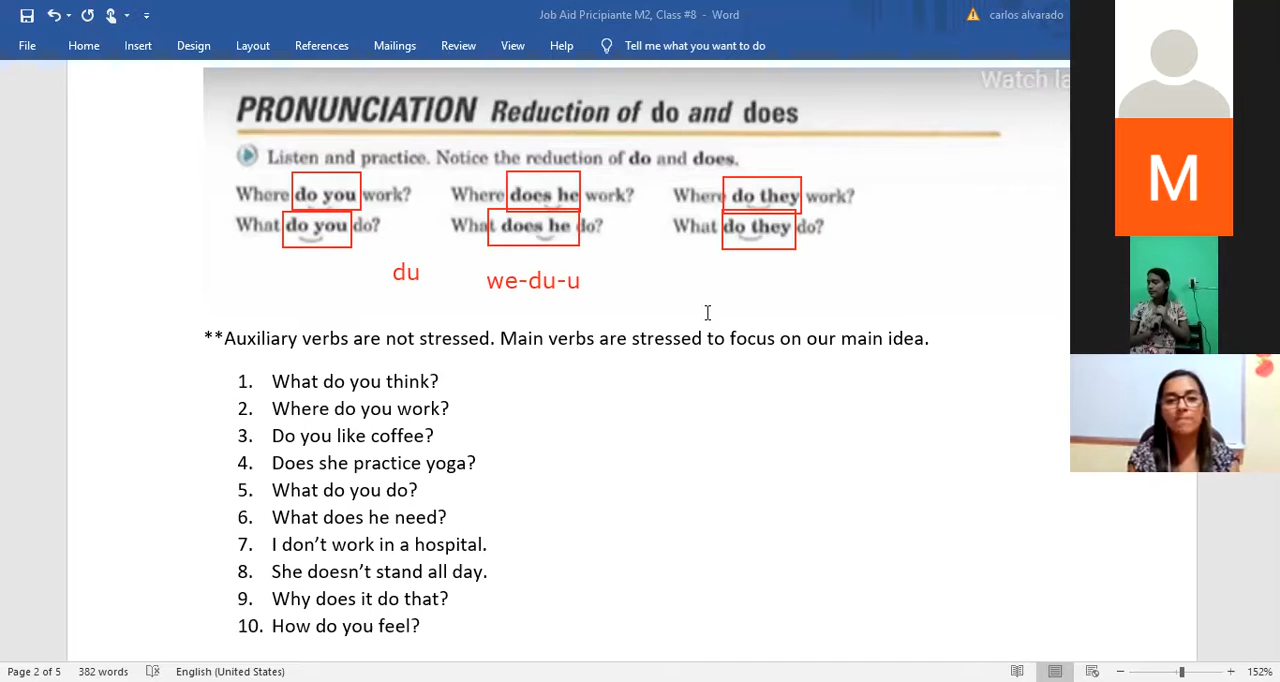 Job Aid Pricipiante M2, Class #8 - Word
carlos alvarado
File Home Insert Design Layout References Mailings Review View Help Tell me what you want to do
Watch
PRONUNCIATION Reduction of do and does
Listen and practice. Notice the reduction of do and does.
Where do you work? Where does he work? Where do they work?
What do you do? What does he do? What do they do?
du we-du-u
**Auxiliary verbs are not stressed. Main verbs are stressed to focus on our main idea.
1. What do you think?
2. Where do you work?
3. Do you like coffee?
4. Does she practice yoga?
5. What do you do?
6. What does he need?
7. I don’t work in a hospital.
8. She doesn’t stand all day.
9. Why does it do that?
10. How do you feel?
M
Page 2 of 5 382 words English (United States) 152%